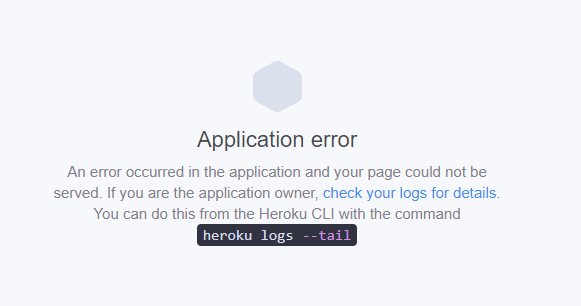 Application error
An error occurred in the application and your page could not be
served. If you are the application owner, check your logs for details.
You can do this from the Heroku CLI with the command
heroku logs --tail